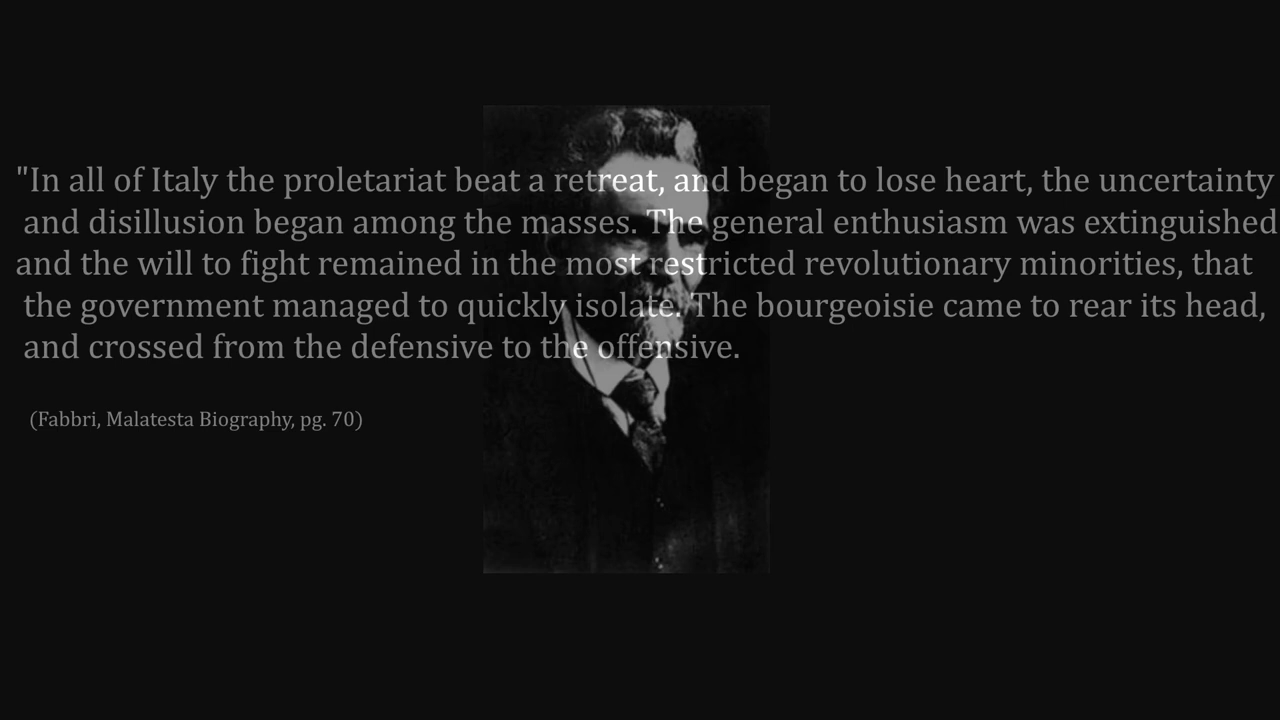 "In all of Italy the proletariat beat a retreat, and began to lose heart, the uncertainty
and disillusion began among the masses. The general enthusiasm was extinguished
and the will to fight remained in the most restricted revolutionary minorities, that
the government managed to quickly isolate. The bourgeoisie came to rear its head,
and crossed from the defensive to the offensive.
(Fabbri, Malatesta Biography, pg. 70)